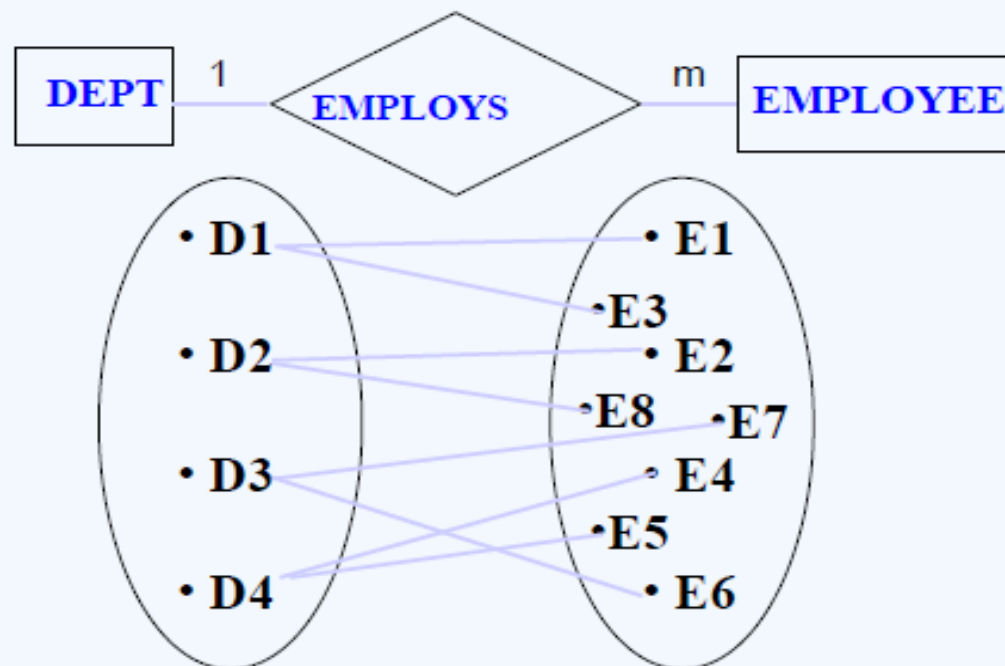 DEPT 1 EMPLOYS m EMPLOYEE
D1 E1
E3
D2 E2
E8 E7
D3 E4
E5
D4 E6